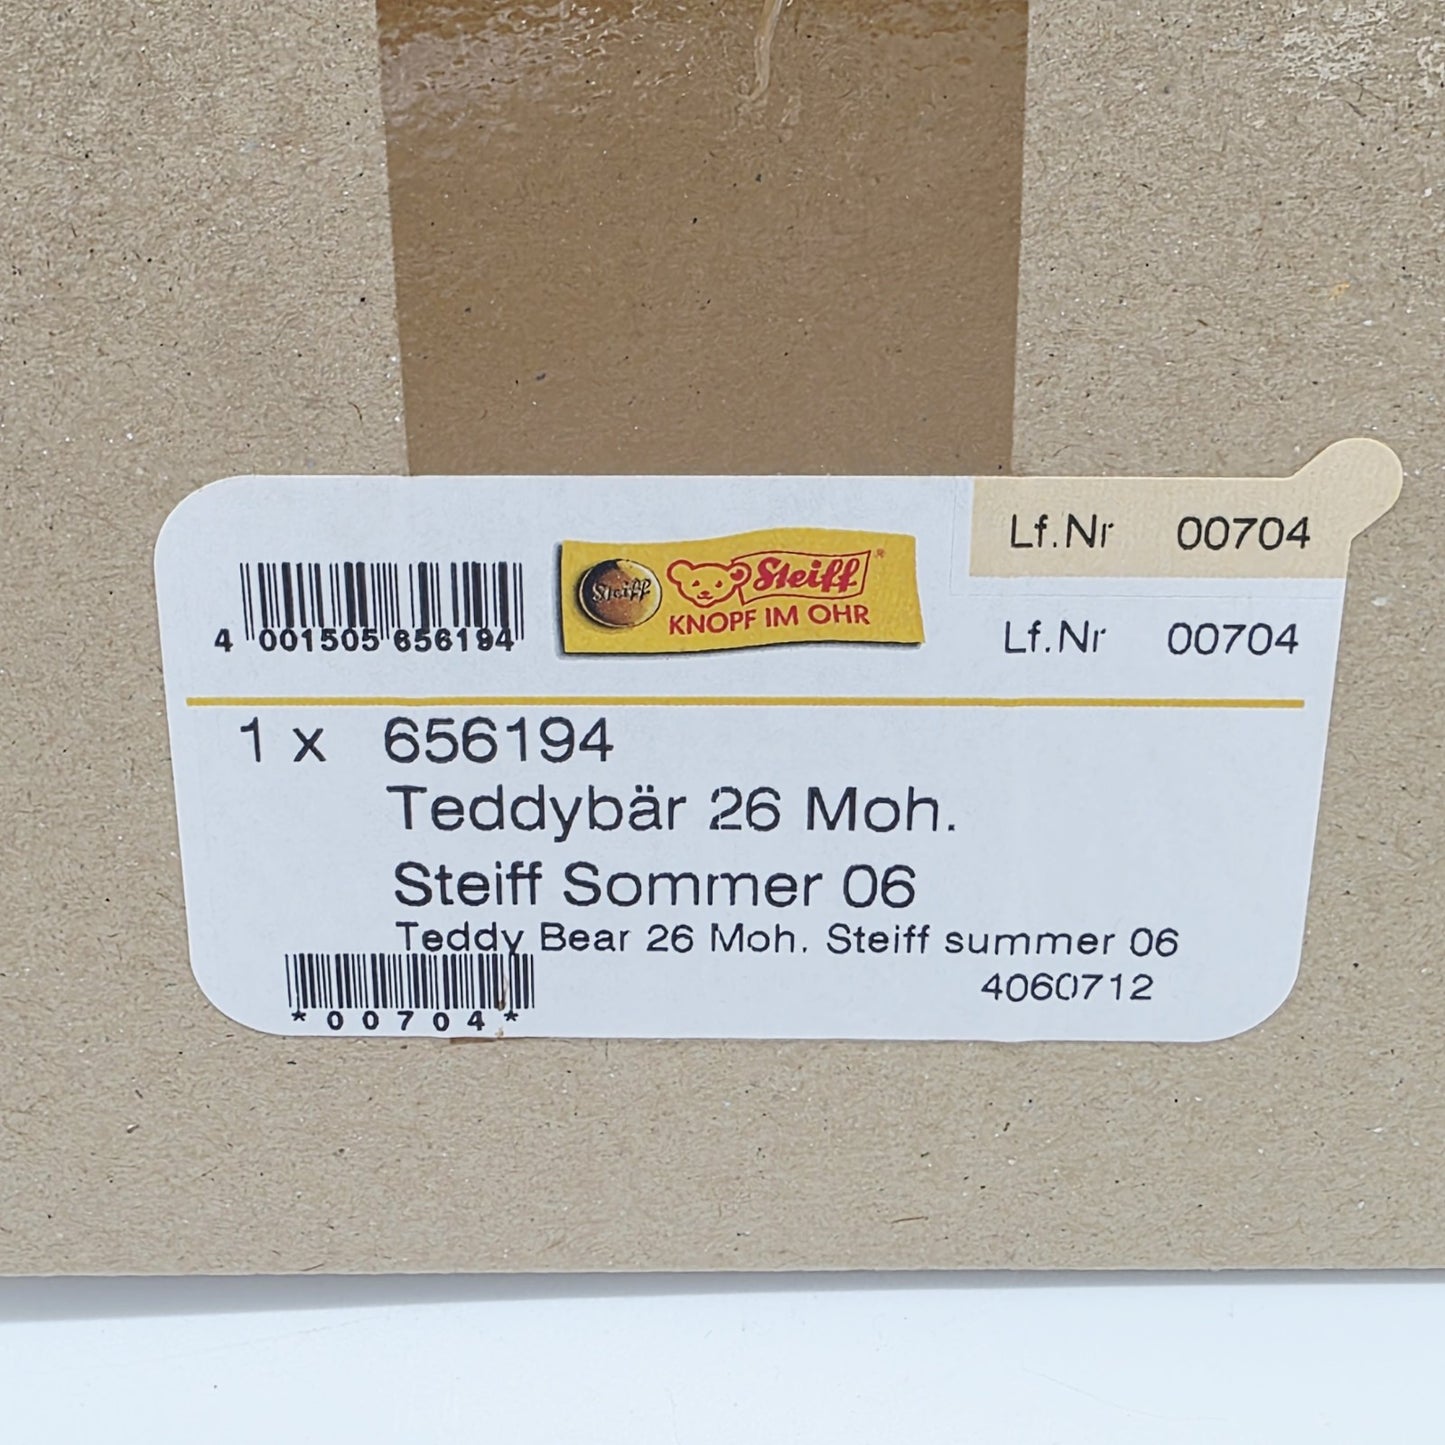 Lf.Nr 00704
4 001505 656194
Steiff
Steiff®
KNOPF IM OHR
Lf.Nr 00704
1 x 656194
Teddybär 26 Moh.
Steiff Sommer 06
Teddy Bear 26 Moh. Steiff summer 06
4060712
*00704*